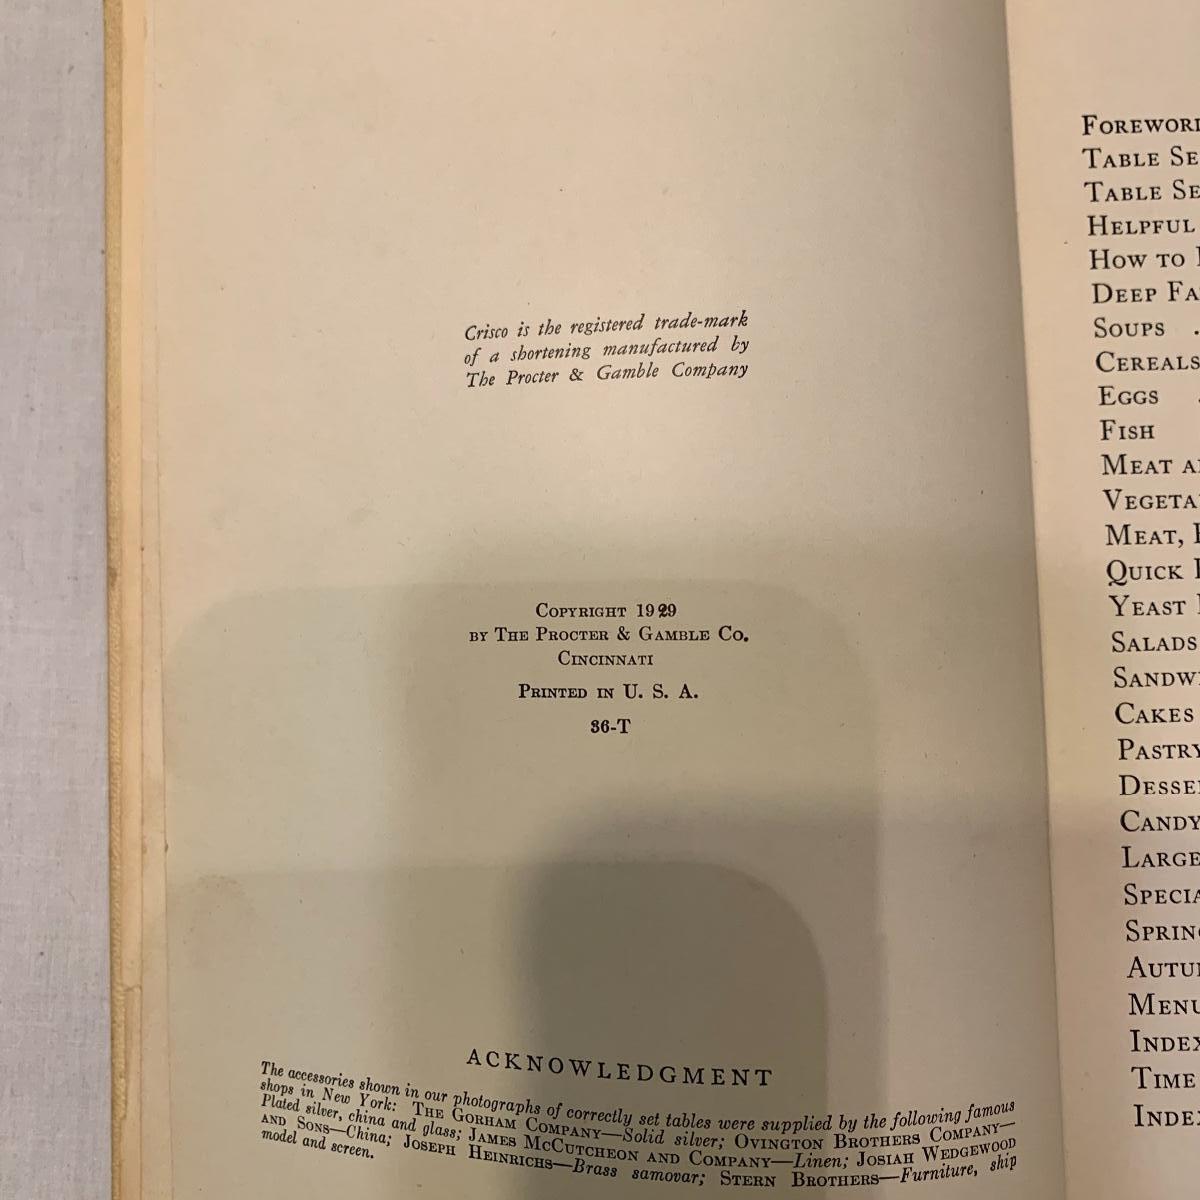 Crisco is the registered trade-mark
of a shortening manufactured by
The Procter & Gamble Company
COPYRIGHT 1929
BY THE PROCTER & GAMBLE CO.
CINCINNATI
PRINTED IN U. S. A.
36-T
ACKNOWLEDGMENT
The accessories shown in our photographs of correctly set tables were supplied by the following famous
shops in New York: THE GORHAM COMPANY—Solid silver; OVINGTON BROTHERS COMPANY—
Plated silver, china and glass; JAMES MCCUTCHEON AND COMPANY—Linen; JOSIAH WEDGEWOOD
AND SONS—China; JOSEPH HEINRICHS—Brass samovar; STERN BROTHERS—Furniture, ship
model and screen.
FOREWOR
TABLE SE
TABLE SE
HELPFUL
HOW TO
DEEP FA
SOUPS .
CEREALS
EGGS
FISH
MEAT A
VEGETA
MEAT,
QUICK
YEAST
SALADS
SANDW
CAKES
PASTRY
DESSE
CANDY
LARGE
SPECIA
SPRIN
AUTU
MENU
INDEX
TIME
INDEX